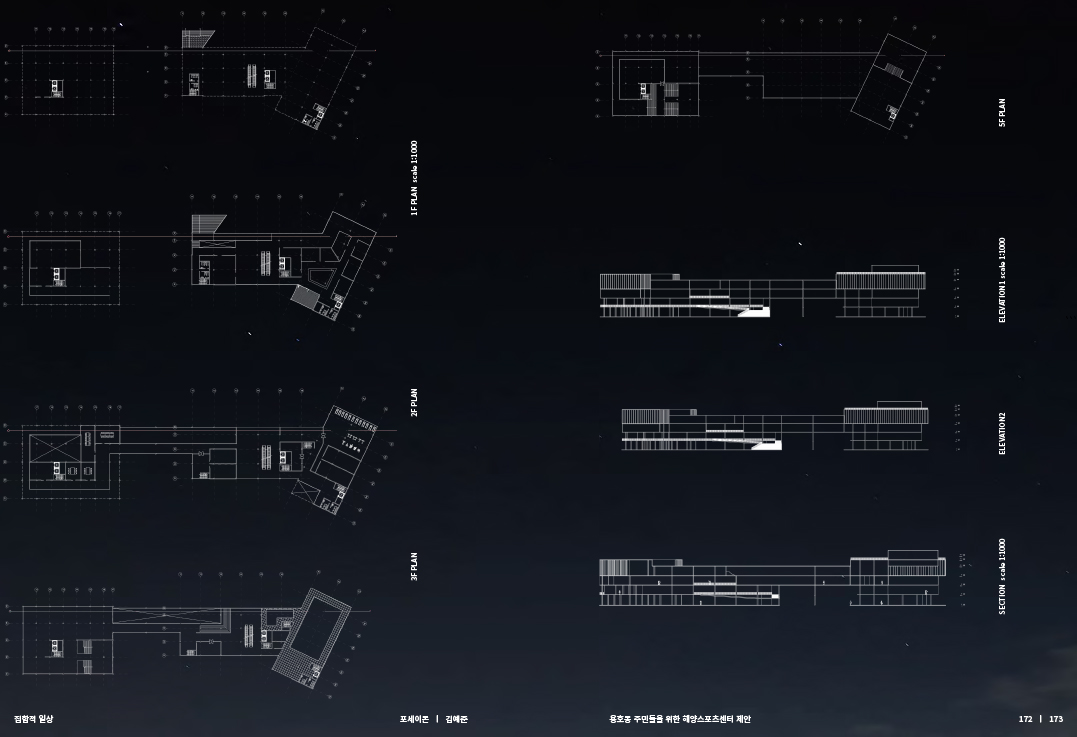 1F PLAN scale 1:1000
2F PLAN
3F PLAN
5F PLAN
ELEVATION1 scale 1:1000
ELEVATION2
SECTION scale 1:1000
집합적 일상
포세이돈 | 김예준
용호동 주민들을 위한 해양스포츠센터 제안
172 | 173